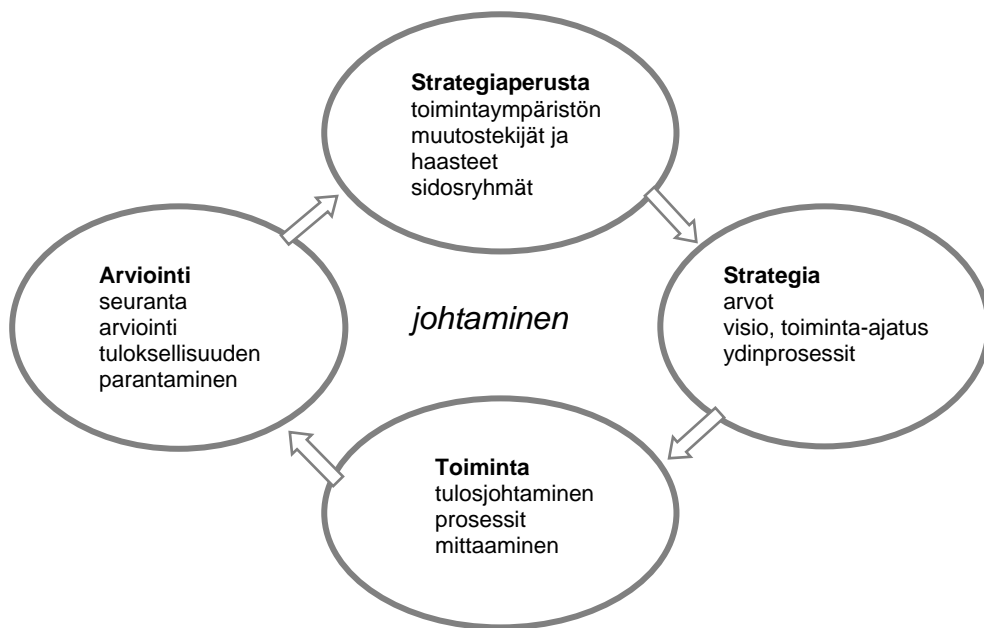 Strategiaperusta
toimintaympäristön
muutostekijät ja
haasteet
sidosryhmät
Arviointi
seuranta
arviointi
tuloksellisuuden
parantaminen
johtaminen
Strategia
arvot
visio, toiminta-ajatus
ydinprosessit
Toiminta
tulosjohtaminen
prosessit
mittaaminen